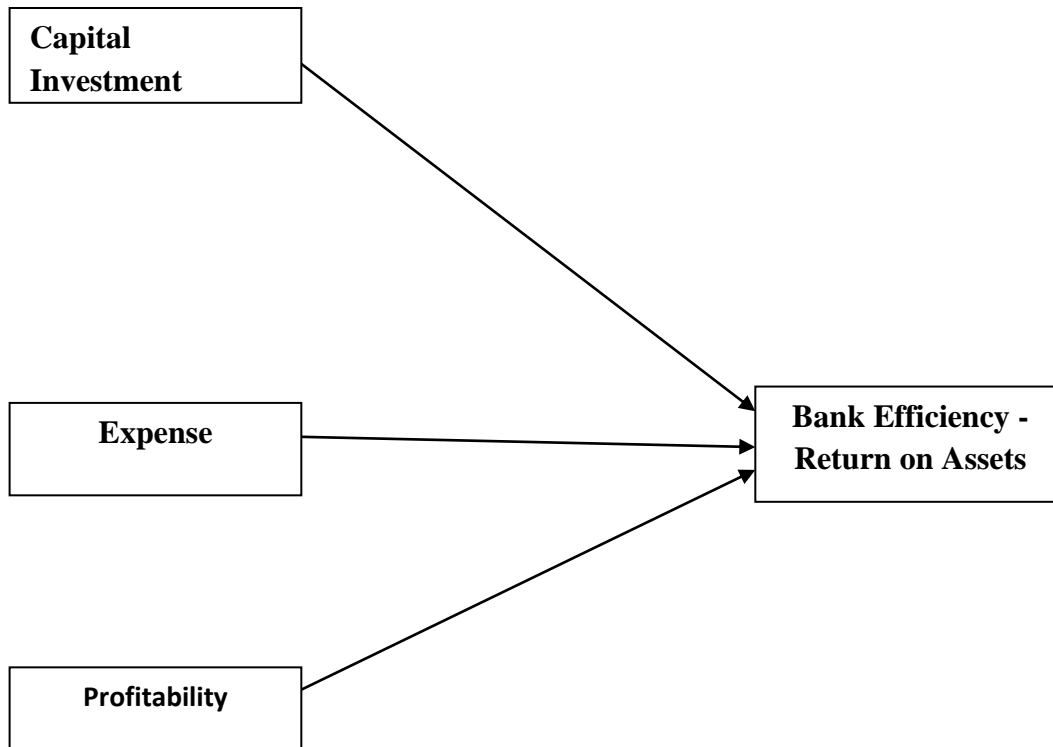 Capital
Investment
Expense
Bank Efficiency -
Return on Assets
Profitability